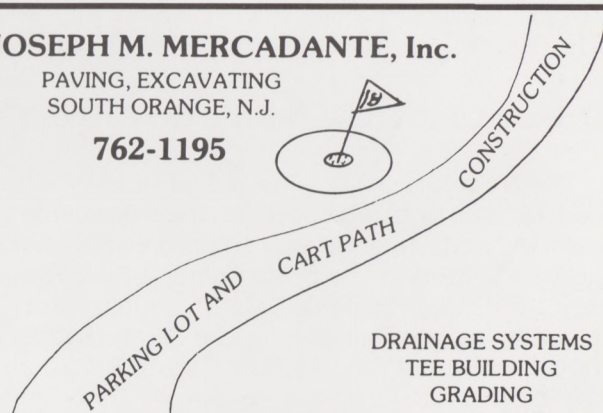 JOSEPH M. MERCADANTE, Inc.
PAVING, EXCAVATING
SOUTH ORANGE, N.J.
762-1195
18
PARKING LOT AND CART PATH CONSTRUCTION
DRAINAGE SYSTEMS
TEE BUILDING
GRADING